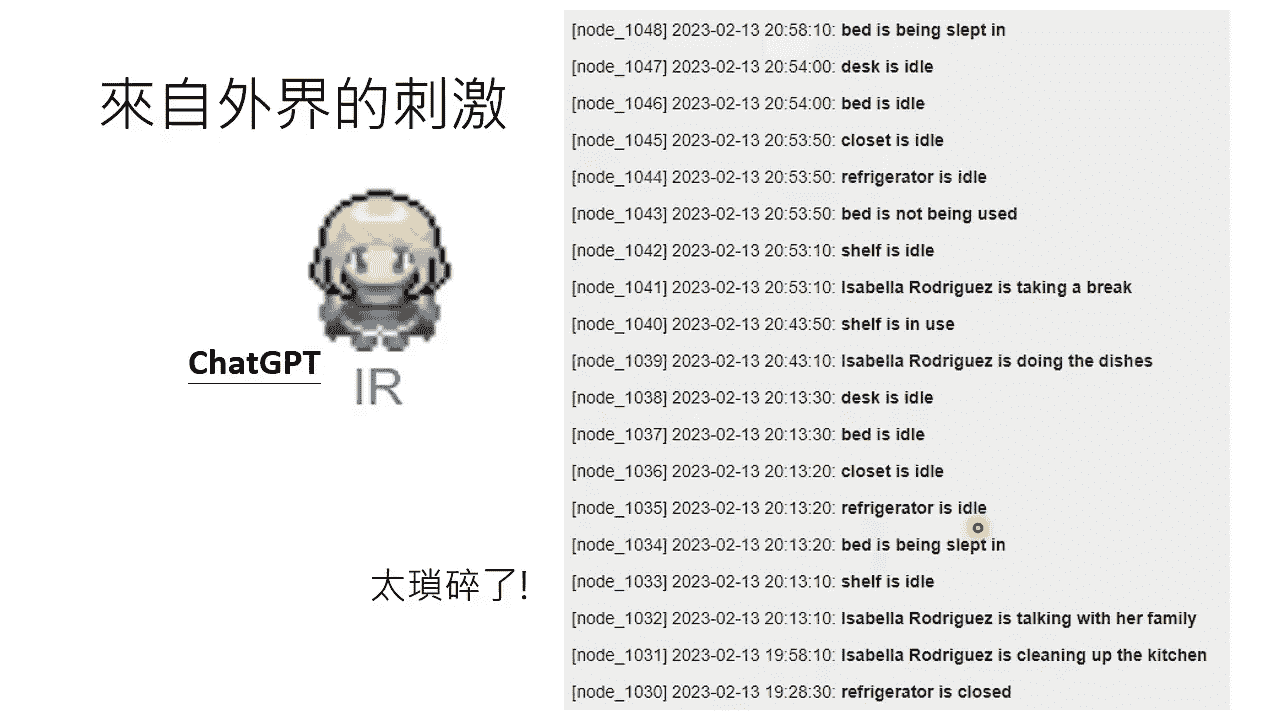 來自外界的刺激
ChatGPT
IR
太瑣碎了!
[node_1048] 2023-02-13 20:58:10: bed is being slept in
[node_1047] 2023-02-13 20:54:00: desk is idle
[node_1046] 2023-02-13 20:54:00: bed is idle
[node_1045] 2023-02-13 20:53:50: closet is idle
[node_1044] 2023-02-13 20:53:50: refrigerator is idle
[node_1043] 2023-02-13 20:53:50: bed is not being used
[node_1042] 2023-02-13 20:53:10: shelf is idle
[node_1041] 2023-02-13 20:53:10: Isabella Rodriguez is taking a break
[node_1040] 2023-02-13 20:43:50: shelf is in use
[node_1039] 2023-02-13 20:43:10: Isabella Rodriguez is doing the dishes
[node_1038] 2023-02-13 20:13:30: desk is idle
[node_1037] 2023-02-13 20:13:30: bed is idle
[node_1036] 2023-02-13 20:13:20: closet is idle
[node_1035] 2023-02-13 20:13:20: refrigerator is idle
[node_1034] 2023-02-13 20:13:20: bed is being slept in
[node_1033] 2023-02-13 20:13:10: shelf is idle
[node_1032] 2023-02-13 20:13:10: Isabella Rodriguez is talking with her family
[node_1031] 2023-02-13 19:58:10: Isabella Rodriguez is cleaning up the kitchen
[node_1030] 2023-02-13 19:28:30: refrigerator is closed